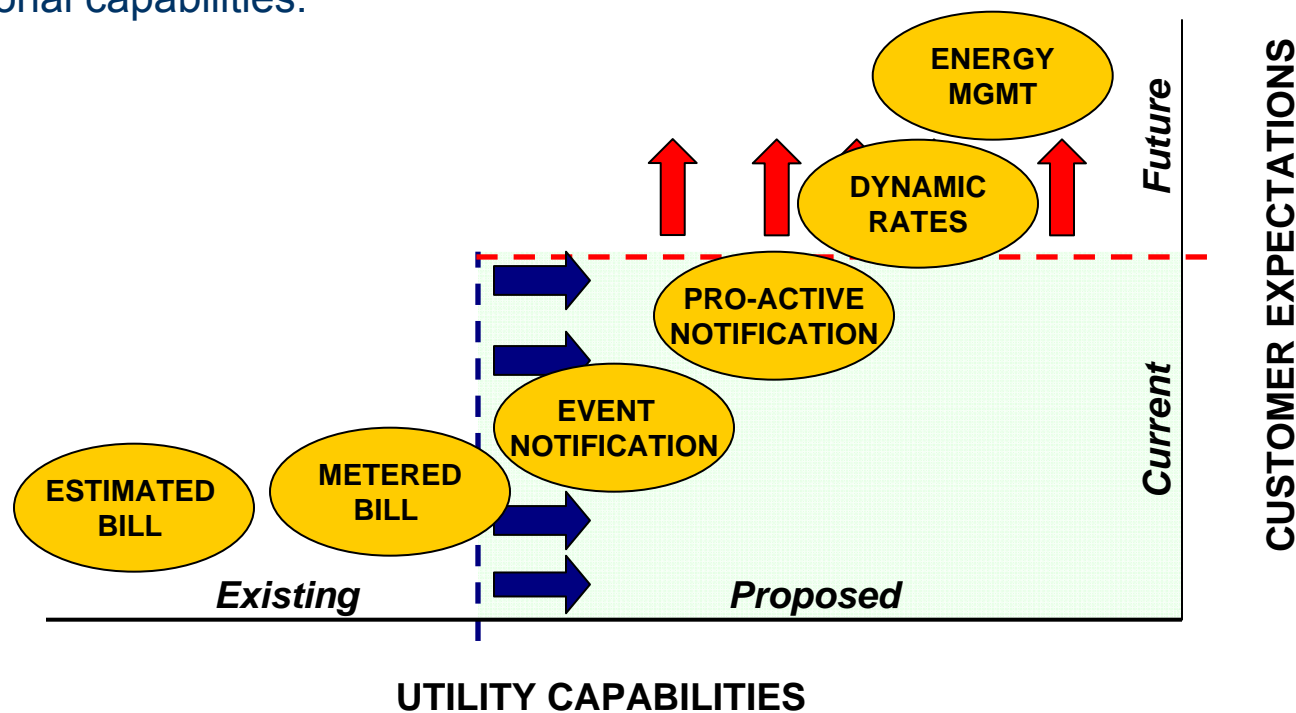 capabilities.
ENERGY
MGMT
Future
CUSTOMER EXPECTATIONS
DYNAMIC
RATES
PRO-ACTIVE
NOTIFICATION
Current
EVENT
NOTIFICATION
METERED
BILL
ESTIMATED
BILL
Existing
Proposed
UTILITY CAPABILITIES